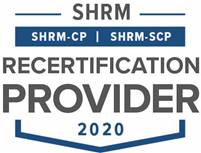 SHRM
SHRM-CP | SHRM-SCP
RECERTIFICATION
PROVIDER
2020